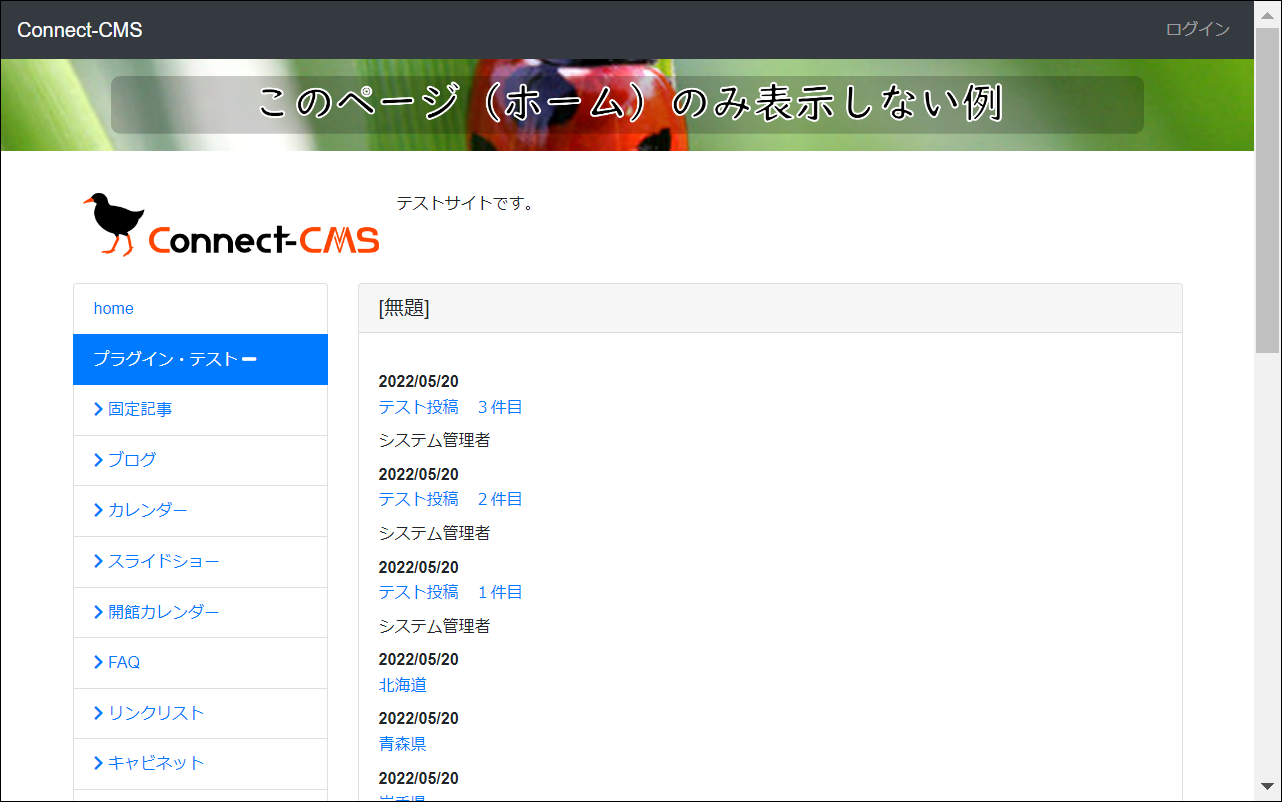 Connect-CMS
ログイン
このページ（ホーム）のみ表示しない例
Connect-CMS
テストサイトです。
home
プラグイン・テスト
固定記事
ブログ
カレンダー
スライドショー
開館カレンダー
FAQ
リンクリスト
キャビネット
[無題]
2022/05/20
テスト投稿　３件目
システム管理者
2022/05/20
テスト投稿　２件目
システム管理者
2022/05/20
テスト投稿　１件目
システム管理者
2022/05/20
北海道
2022/05/20
青森県
2022/05/20